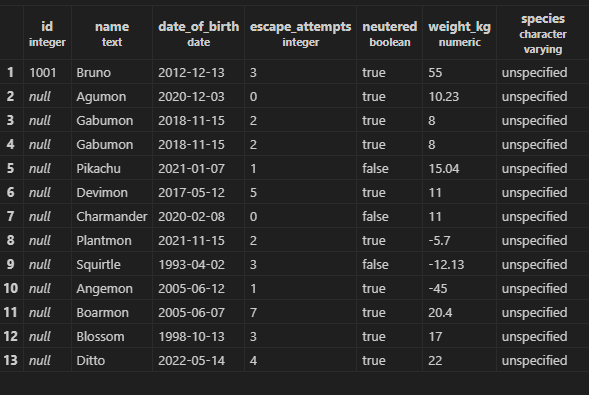 id name date_of_birth escape_attempts neutered weight_kg species
integer text date integer boolean numeric character varying
1 1001 Bruno 2012-12-13 3 true 55 unspecified
2 null Agumon 2020-12-03 0 true 10.23 unspecified
3 null Gabumon 2018-11-15 2 true 8 unspecified
4 null Gabumon 2018-11-15 2 true 8 unspecified
5 null Pikachu 2021-01-07 1 false 15.04 unspecified
6 null Devimon 2017-05-12 5 true 11 unspecified
7 null Charmander 2020-02-08 0 false 11 unspecified
8 null Plantmon 2021-11-15 2 true -5.7 unspecified
9 null Squirtle 1993-04-02 3 false -12.13 unspecified
10 null Angemon 2005-06-12 1 true -45 unspecified
11 null Boarmon 2005-06-07 7 true 20.4 unspecified
12 null Blossom 1998-10-13 3 true 17 unspecified
13 null Ditto 2022-05-14 4 true 22 unspecified